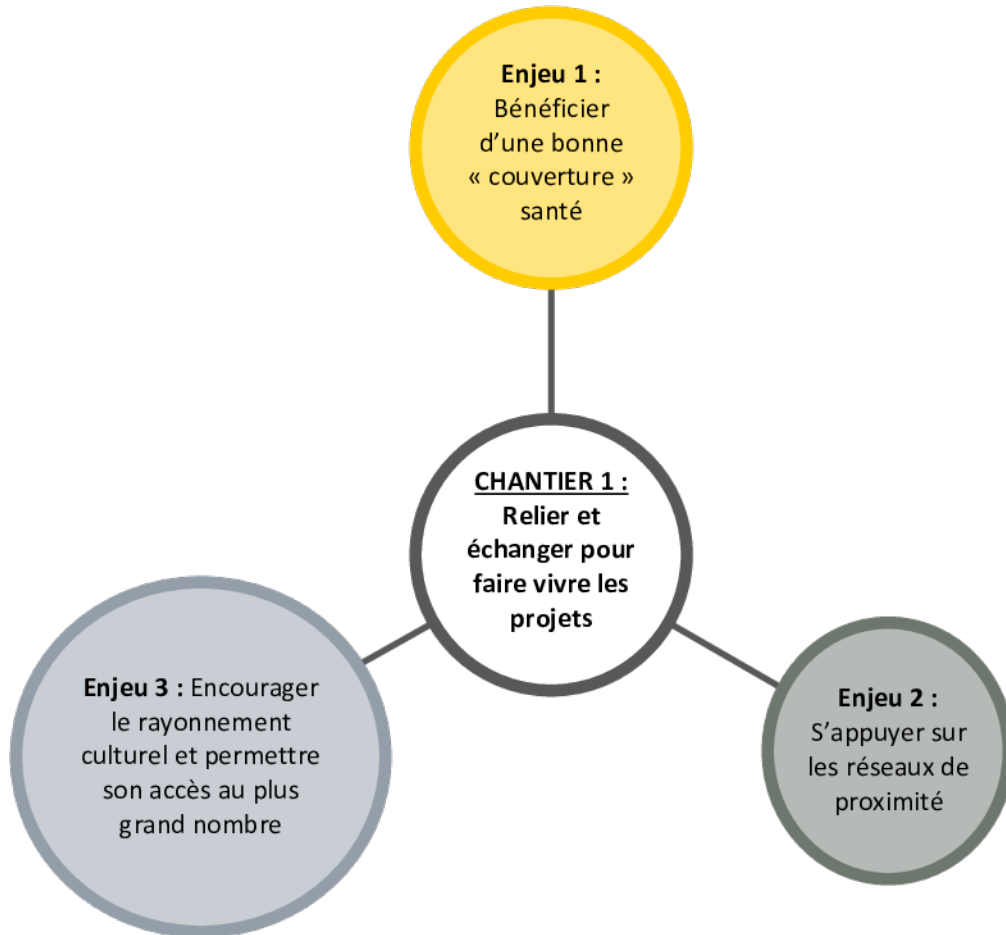 Enjeu 1 :
Bénéficier
d’une bonne
« couverture »
santé
CHANTIER 1 :
Relier et
échanger pour
faire vivre les
projets
Enjeu 2 :
S’appuyer sur
les réseaux de
proximité
Enjeu 3 : Encourager
le rayonnement
culturel et permettre
son accès au plus
grand nombre